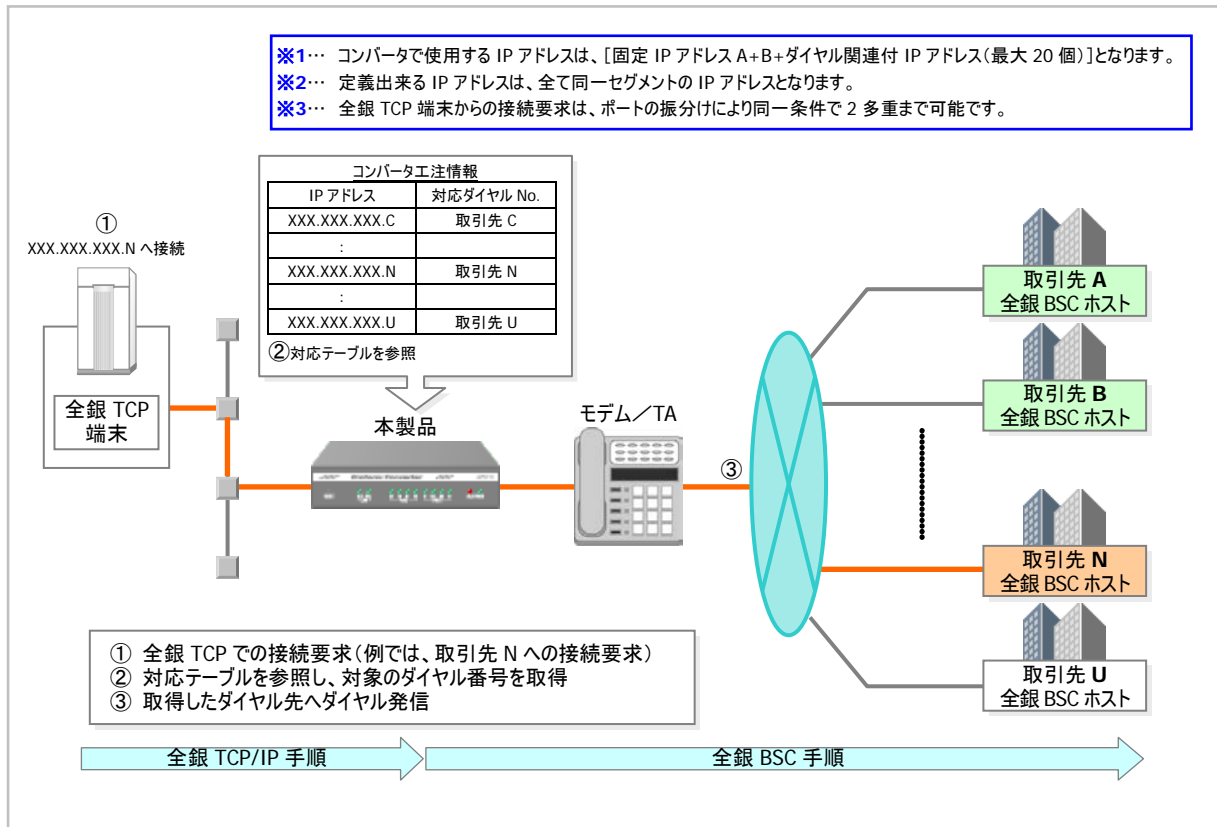 ※1… コンバータで使用する IP アドレスは、[固定 IP アドレス A+B+ダイヤル関連付 IP アドレス(最大 20 個)]となります。
※2… 定義出来る IP アドレスは、全て同一セグメントの IP アドレスとなります。
※3… 全銀 TCP 端末からの接続要求は、ポートの振分けにより同一条件で 2 多重まで可能です。
コンバータエ注情報
IP アドレス 対応ダイヤル No.
XXX.XXX.XXX.C 取引先 C
:
XXX.XXX.XXX.N 取引先 N
:
XXX.XXX.XXX.U 取引先 U
②対応テーブルを参照
①
XXX.XXX.XXX.N へ接続
全銀 TCP
端末
本製品
モデム/TA
③
取引先 A
全銀 BSC ホスト
取引先 B
全銀 BSC ホスト
取引先 N
全銀 BSC ホスト
取引先 U
全銀 BSC ホスト
① 全銀 TCP での接続要求(例では、取引先 N への接続要求)
② 対応テーブルを参照し、対象のダイヤル番号を取得
③ 取得したダイヤル先へダイヤル発信
全銀 TCP/IP 手順
全銀 BSC 手順